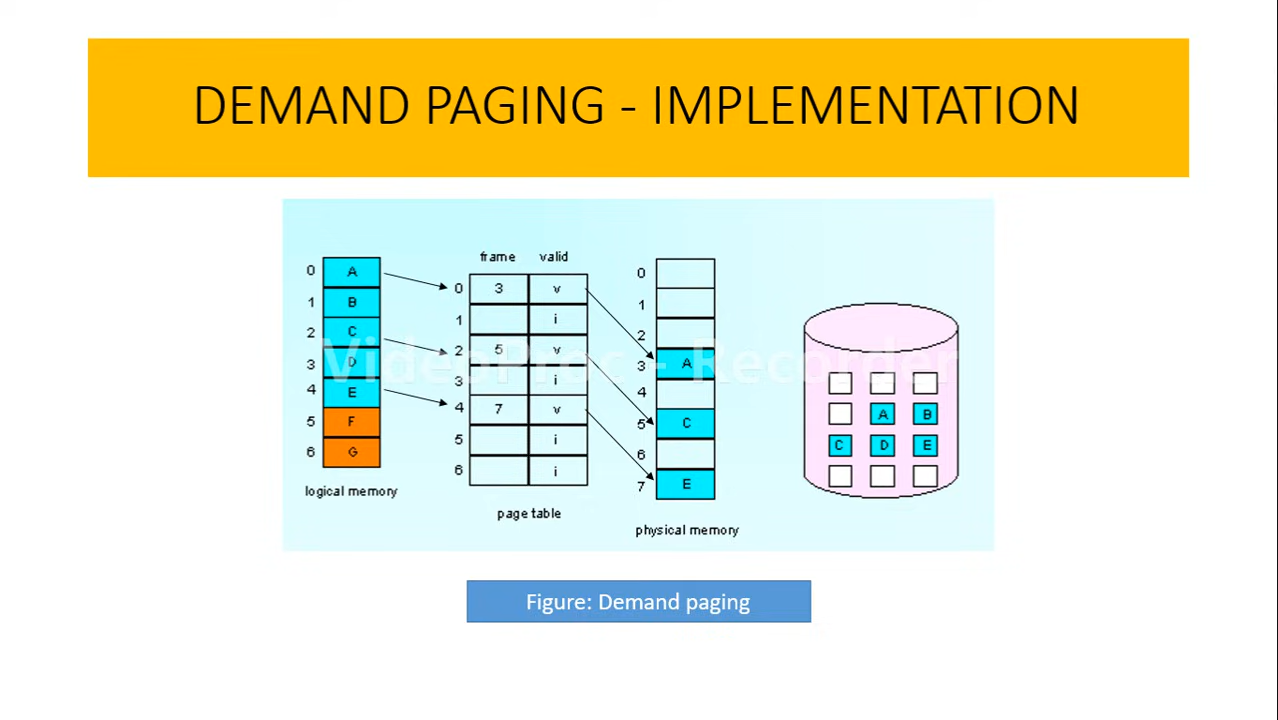 DEMAND PAGING - IMPLEMENTATION
frame valid
0 A
1 B
2 C
3 D
4 E
5 F
6 G
logical memory
0 3 v
1 i
2 5 v
3 i
4 7 v
5 i
6 i
page table
0
1
2
3 A
4
5 C
6
7 E
physical memory
A B
C D E
VideoProc - Recorder
Figure: Demand paging